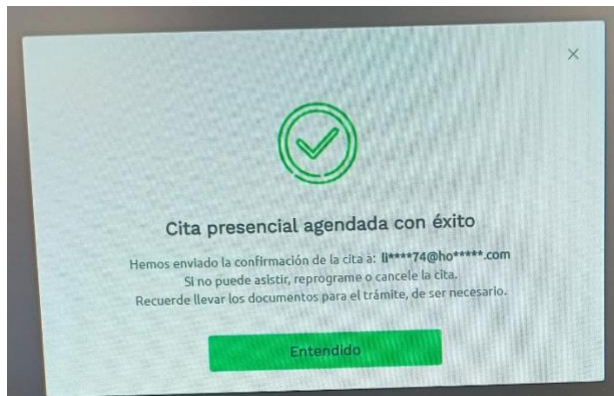 Cita presencial agendada con éxito
Hemos enviado la confirmación de la cita a: li****74@ho*****.com
Si no puede asistir, reprograme o cancele la cita.
Recuerde llevar los documentos para el trámite, de ser necesario.
Entendido